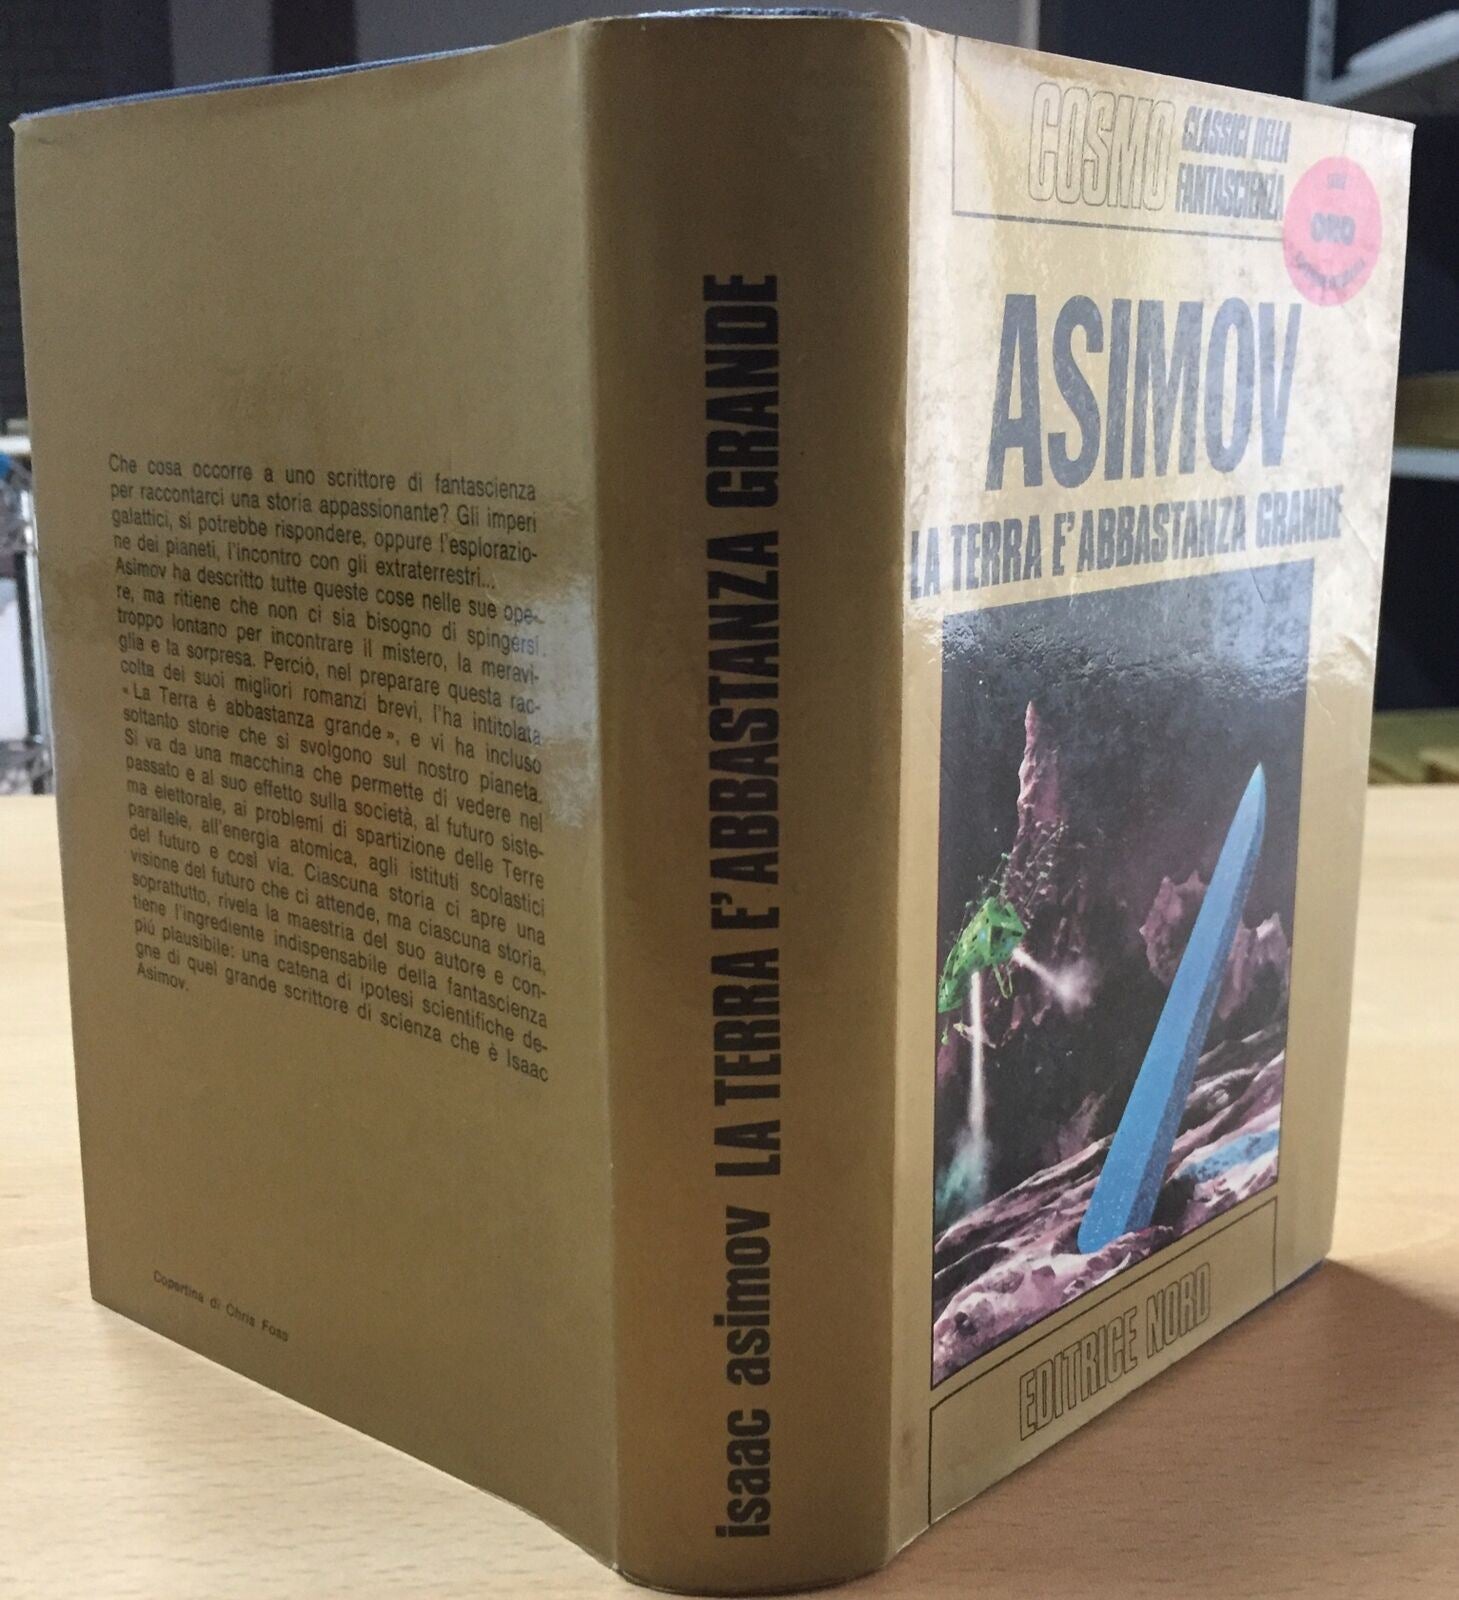 Che cosa occorre a uno scrittore di fantascienza
per raccontarci una storia appassionante? Gli imperi
galattici, si potrebbe rispondere, oppure l'esplorazio-
ne dei pianeti, l'incontro con gli extraterrestri...
Asimov ha descritto tutte queste cose nelle sue ope-
re, ma ritiene che non ci sia bisogno di spingersi
troppo lontano per incontrare il mistero, la meravi-
glia e la sorpresa. Perciò, nel preparare questa rac-
colta dei suoi migliori romanzi brevi, l'ha intitolata
«La Terra è abbastanza grande», e vi ha incluso
soltanto storie che si svolgono sul nostro pianeta.
Si va da una macchina che permette di vedere nel
passato e al suo effetto sulla società, al futuro siste-
ma elettorale, ai problemi di spartizione delle Terre
parallele, all'energia atomica, agli istituti scolastici
del futuro e così via. Ciascuna storia ci apre una
visione del futuro che ci attende, ma ciascuna storia,
soprattutto, rivela la maestria del suo autore e con-
tiene l'ingrediente indispensabile della fantascienza
più plausibile: una catena di ipotesi scientifiche de-
gne di quel grande scrittore di scienza che è Isaac
Asimov.
Copertina di Chris Foss
isaac asimov LA TERRA E' ABBASTANZA GRANDE
COSMO CLASSICI DELLA
FANTASCIENZA
ORO
ASIMOV
LA TERRA E' ABBASTANZA GRANDE
EDITRICE NORD